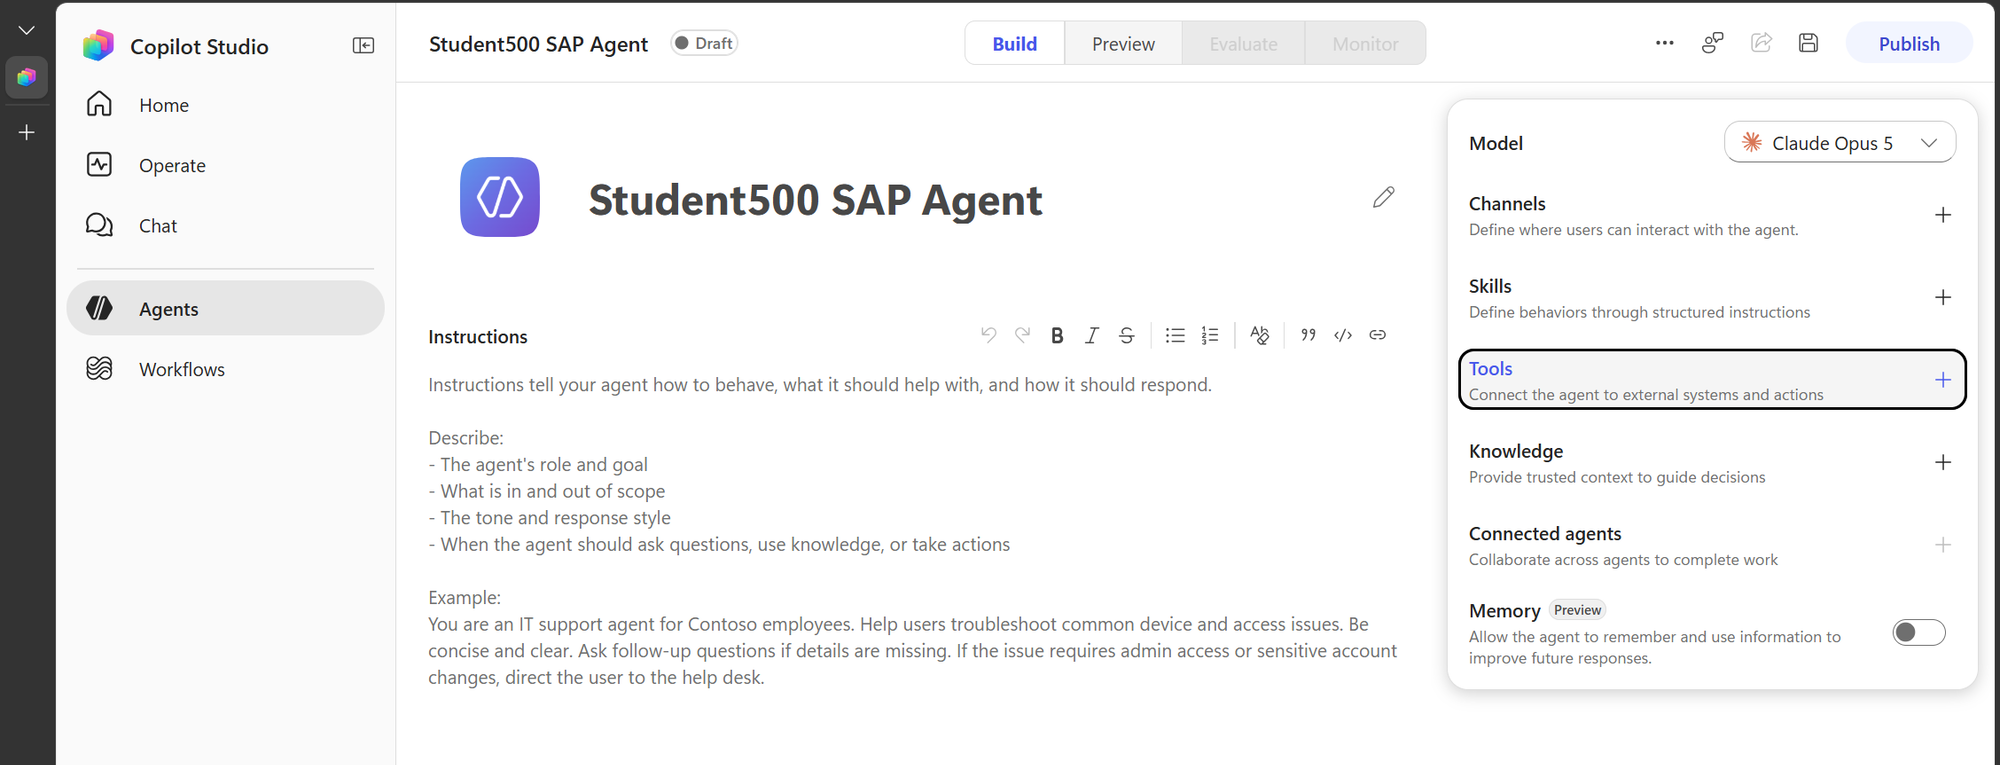 Copilot Studio
Home
Operate
Chat
Agents
Workflows
Student500 SAP Agent
Draft
Build
Preview
Evaluate
Monitor
Publish
Student500 SAP Agent
Instructions
Instructions tell your agent how to behave, what it should help with, and how it should respond.
Describe:
- The agent's role and goal
- What is in and out of scope
- The tone and response style
- When the agent should ask questions, use knowledge, or take actions
Example:
You are an IT support agent for Contoso employees. Help users troubleshoot common device and access issues. Be
concise and clear. Ask follow-up questions if details are missing. If the issue requires admin access or sensitive account
changes, direct the user to the help desk.
Model
Claude Opus 5
Channels
Define where users can interact with the agent.
Skills
Define behaviors through structured instructions
Tools
Connect the agent to external systems and actions
Knowledge
Provide trusted context to guide decisions
Connected agents
Collaborate across agents to complete work
Memory Preview
Allow the agent to remember and use information to
improve future responses.